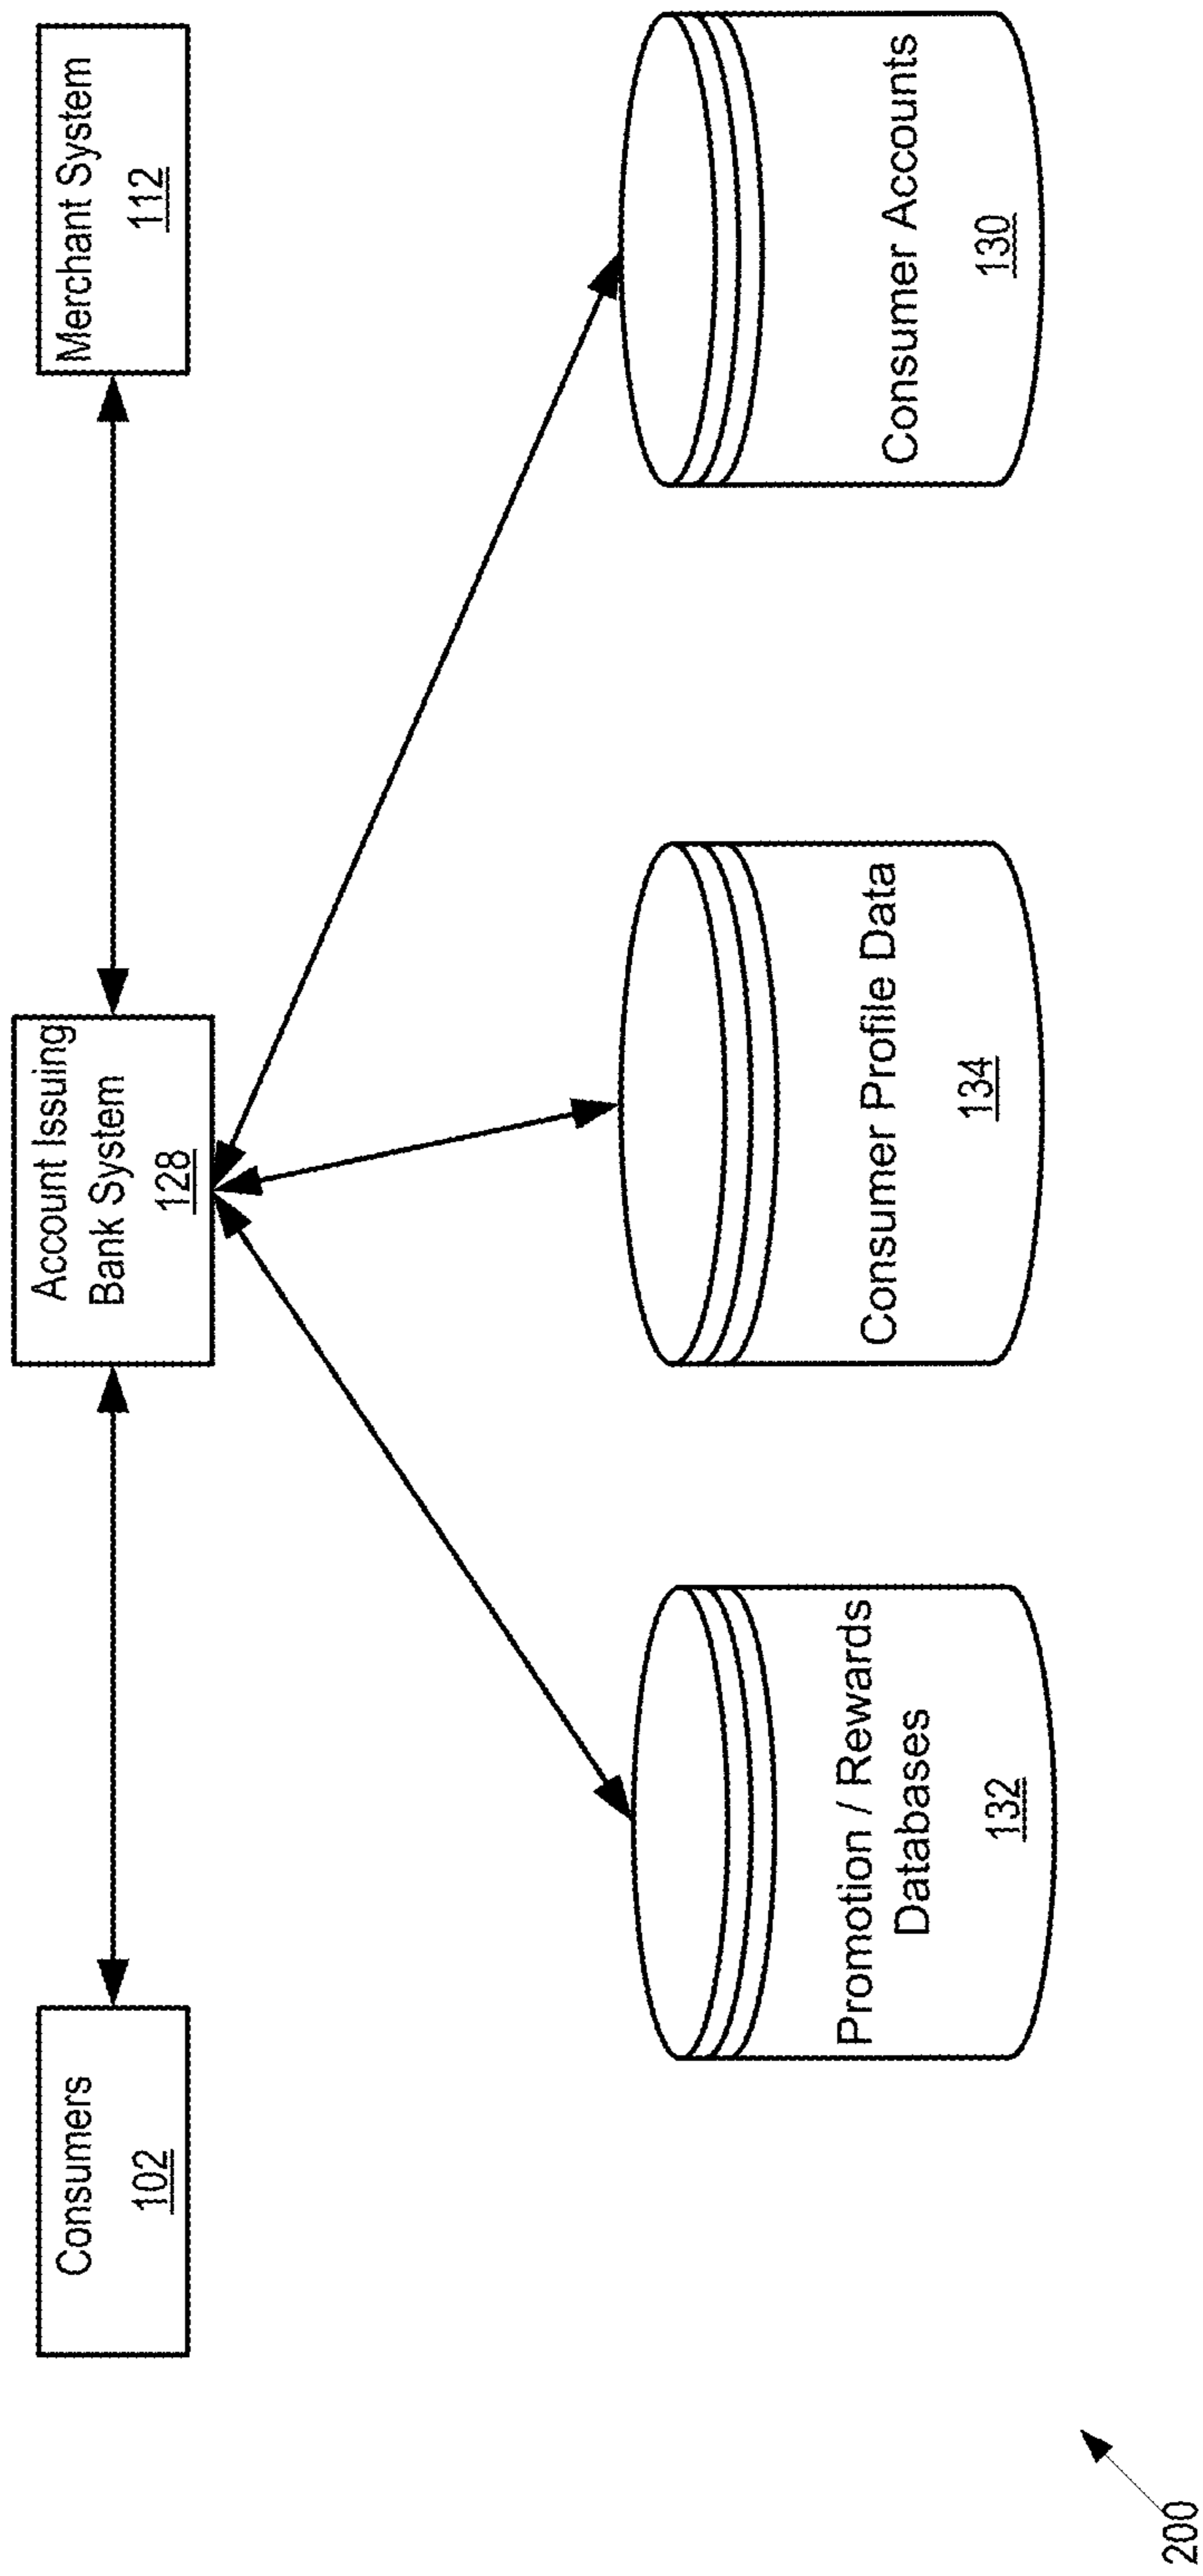 Consumers
102
Account Issuing
Bank System
128
Merchant System
112
Promotion / Rewards
Databases
132
Consumer Profile Data
134
Consumer Accounts
130
200